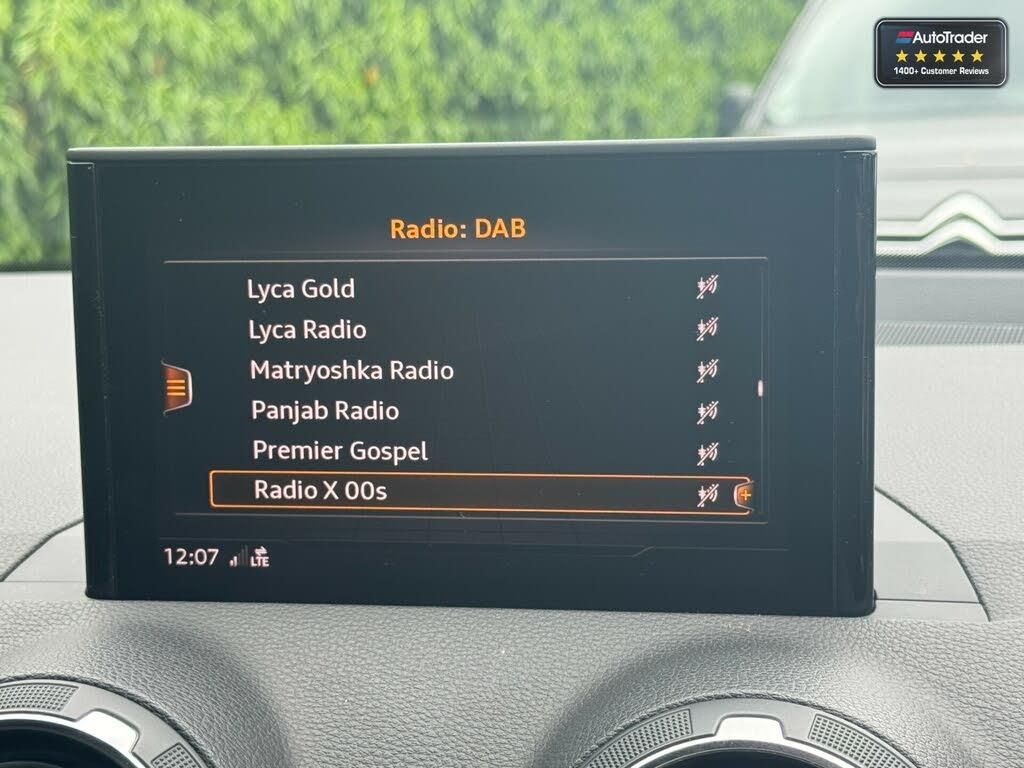 AutoTrader
1400+ Customer Reviews
Radio: DAB
Lyca Gold
Lyca Radio
Matryoshka Radio
Panjab Radio
Premier Gospel
Radio X 00s
12:07 LTE